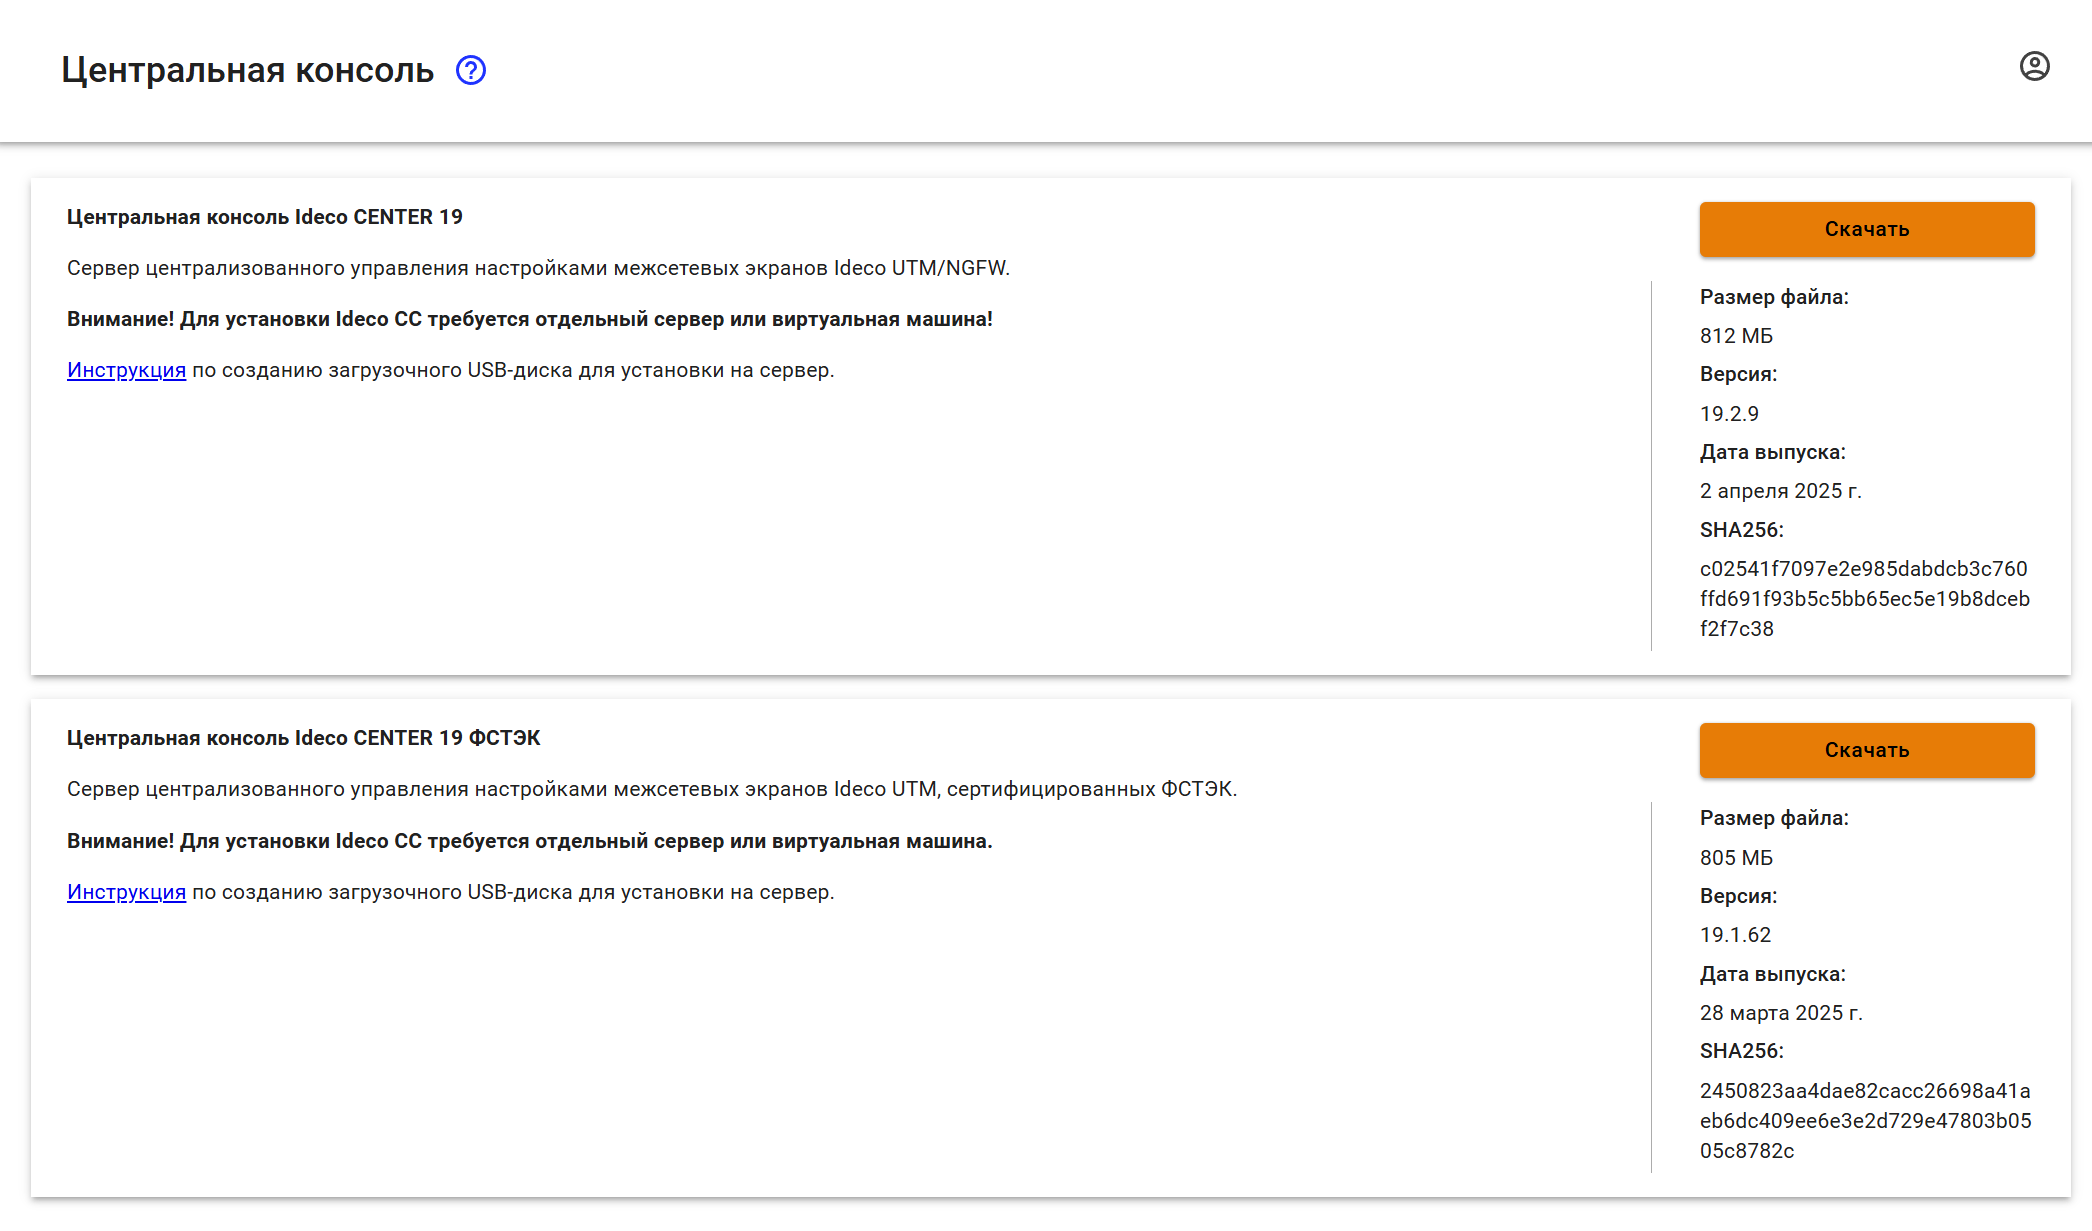 Центральная консоль
Центральная консоль Ideco CENTER 19
Сервер централизованного управления настройками межсетевых экранов Ideco UTM/NGFW.
Внимание! Для установки Ideco CC требуется отдельный сервер или виртуальная машина!
Инструкция по созданию загрузочного USB-диска для установки на сервер.
Скачать
Размер файла:
812 МБ
Версия:
19.2.9
Дата выпуска:
2 апреля 2025 г.
SHA256:
c02541f7097e2e985dabdcb3c760
ffd691f93b5c5bb65ec5e19b8dceb
f2f7c38
Центральная консоль Ideco CENTER 19 ФСТЭК
Сервер централизованного управления настройками межсетевых экранов Ideco UTM, сертифицированных ФСТЭК.
Внимание! Для установки Ideco CC требуется отдельный сервер или виртуальная машина.
Инструкция по созданию загрузочного USB-диска для установки на сервер.
Скачать
Размер файла:
805 МБ
Версия:
19.1.62
Дата выпуска:
28 марта 2025 г.
SHA256:
2450823aa4dae82cacc26698a41a
eb6dc409ee6e3e2d729e47803b05
05c8782c